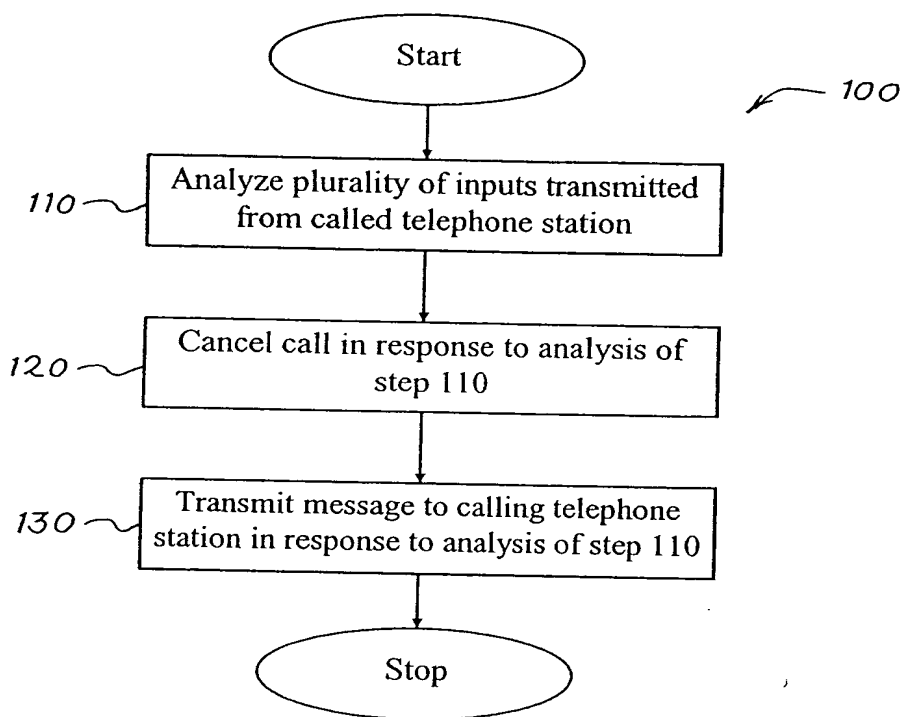 Start
100
110
Analyze plurality of inputs transmitted
from called telephone station
120
Cancel call in response to analysis of
step 110
130
Transmit message to calling telephone
station in response to analysis of step 110
Stop